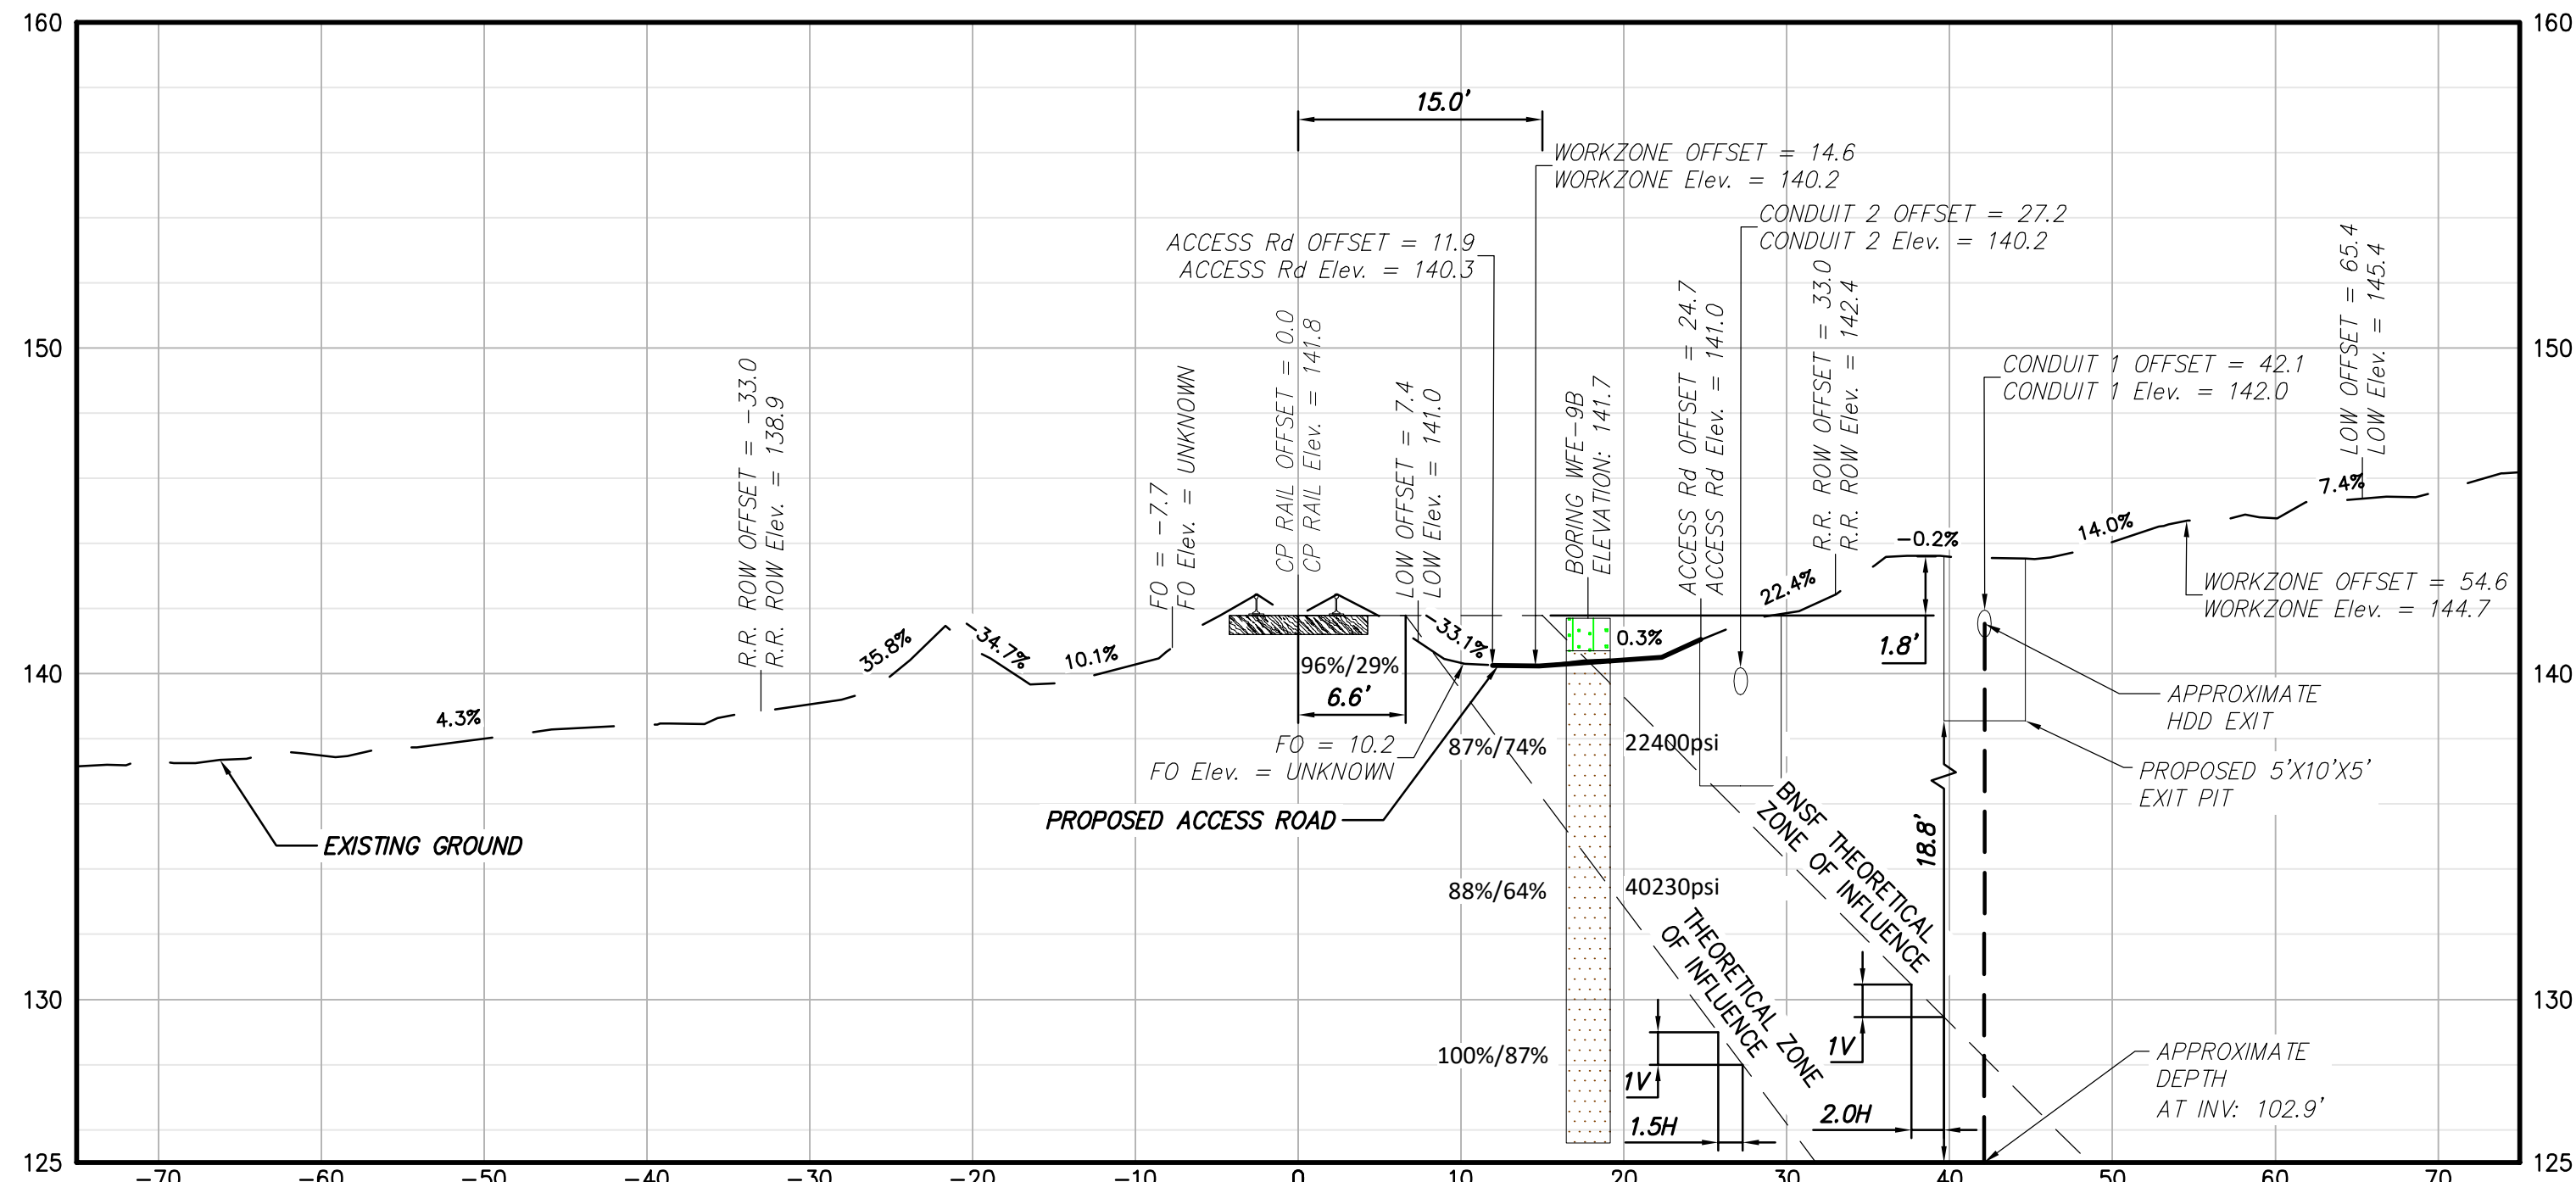 160
160
15.0'
WORKZONE OFFSET = 14.6
WORKZONE Elev. = 140.2
CONDUIT 2 OFFSET = 27.2
CONDUIT 2 Elev. = 140.2
ACCESS Rd OFFSET = 11.9
ACCESS Rd Elev. = 140.3
150
150
R.R. ROW OFFSET = -33.0
R.R. ROW Elev. = 138.9
FO = -7.7
FO Elev. = UNKNOWN
CP RAIL OFFSET = 0.0
CP RAIL Elev. = 141.8
LOW OFFSET = 7.4
LOW Elev. = 141.0
BORING WFE-9B
ELEVATION: 141.7
ACCESS Rd OFFSET = 24.7
ACCESS Rd Elev. = 141.0
R.R. ROW OFFSET = 33.0
R.R. ROW Elev. = 142.4
CONDUIT 1 OFFSET = 42.1
CONDUIT 1 Elev. = 142.0
LOW OFFSET = 65.4
LOW Elev. = 145.4
7.4%
14.0%
-0.2%
22.4%
WORKZONE OFFSET = 54.6
WORKZONE Elev. = 144.7
4.3%
35.8%
-34.7%
10.1%
-33.1%
0.3%
1.8'
140
140
96%/29%
6.6'
APPROXIMATE
HDD EXIT
FO = 10.2
FO Elev. = UNKNOWN
87%/74%
22400psi
PROPOSED 5'X10'X5'
EXIT PIT
PROPOSED ACCESS ROAD
EXISTING GROUND
BNSF THEORETICAL
ZONE OF INFLUENCE
18.8'
88%/64%
40230psi
THEORETICAL ZONE
OF INFLUENCE
130
130
1V
1V
100%/87%
1.5H
2.0H
APPROXIMATE
DEPTH
AT INV: 102.9'
125
125
-70
-60
-50
-40
-30
-20
-10
0
10
20
30
40
50
60
70